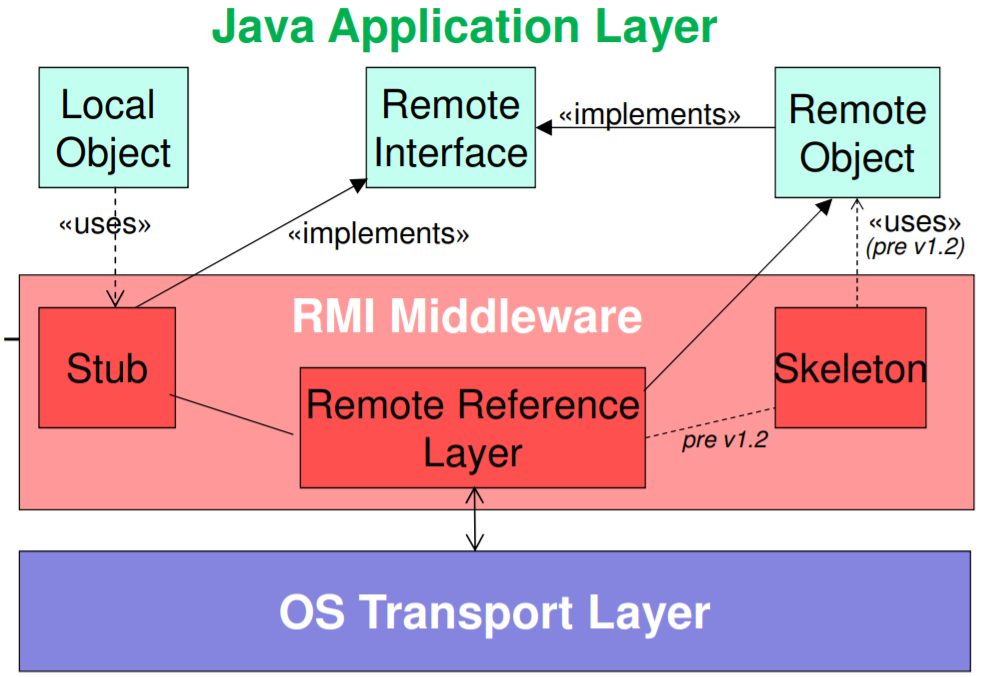 Java Application Layer
Local
Object
Remote
Interface
«implements»
Remote
Object
«uses»
«implements»
«uses»
(pre v1.2)
RMI Middleware
Stub
Remote Reference
Layer
Skeleton
pre v1.2
OS Transport Layer